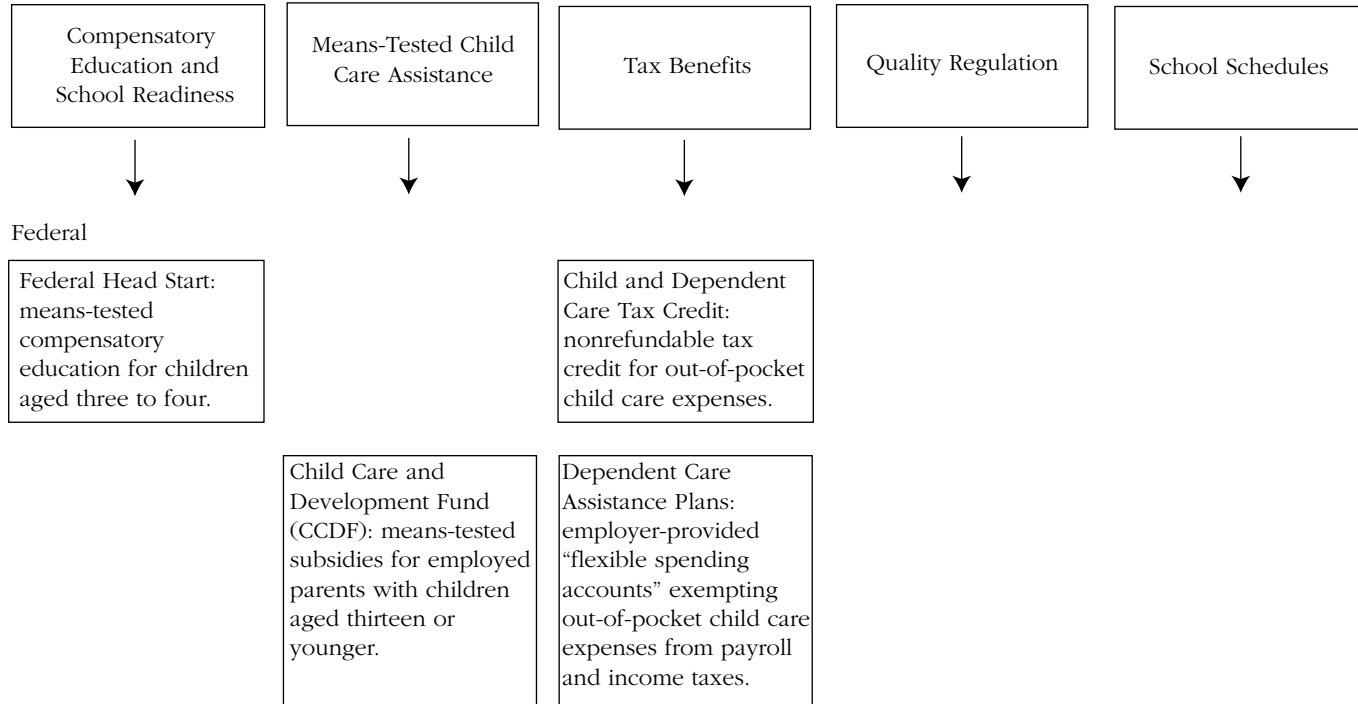 Compensatory
Education and
School Readiness
Means-Tested Child
Care Assistance
Tax Benefits
Quality Regulation
School Schedules
Federal
Federal Head Start:
means-tested
compensatory
education for children
aged three to four.
Child and Dependent
Care Tax Credit:
nonrefundable tax
credit for out-of-pocket
child care expenses.
Child Care and
Development Fund
(CCDF): means-tested
subsidies for employed
parents with children
aged thirteen or
younger.
Dependent Care
Assistance Plans:
employer-provided
“flexible spending
accounts” exempting
out-of-pocket child care
expenses from payroll
and income taxes.